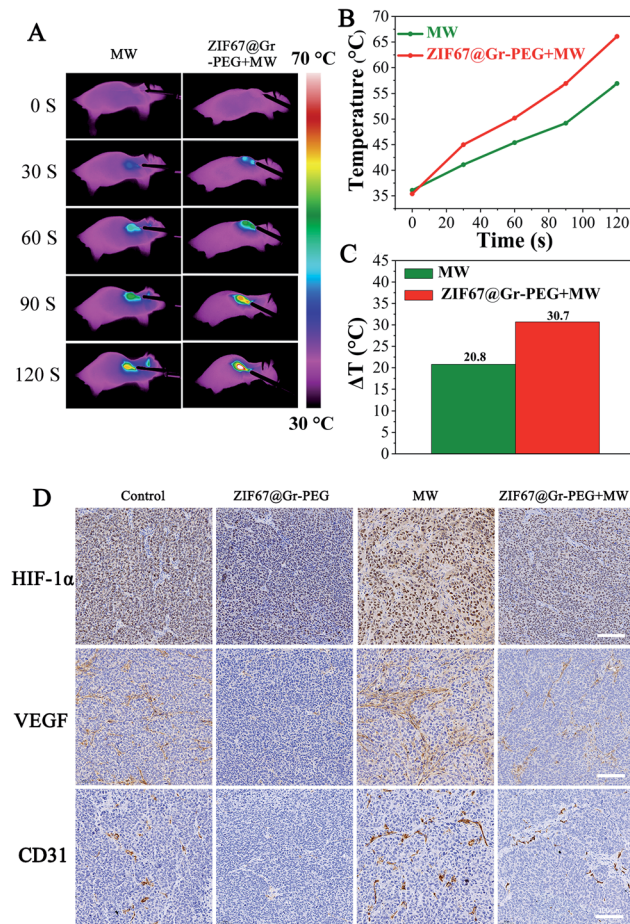 A
MW
ZIF67@Gr
-PEG+MW
70 °C
0 S
30 S
60 S
90 S
120 S
30 °C
B
MW
ZIF67@Gr-PEG+MW
Temperature (°C)
70
65
60
55
50
45
40
35
0 20 40 60 80 100 120
Time (s)
C
MW
ZIF67@Gr-PEG+MW
ΔT (°C)
45
40
35
30
25
20
15
10
5
0
20.8
30.7
D
Control ZIF67@Gr-PEG MW ZIF67@Gr-PEG+MW
HIF-1α
VEGF
CD31